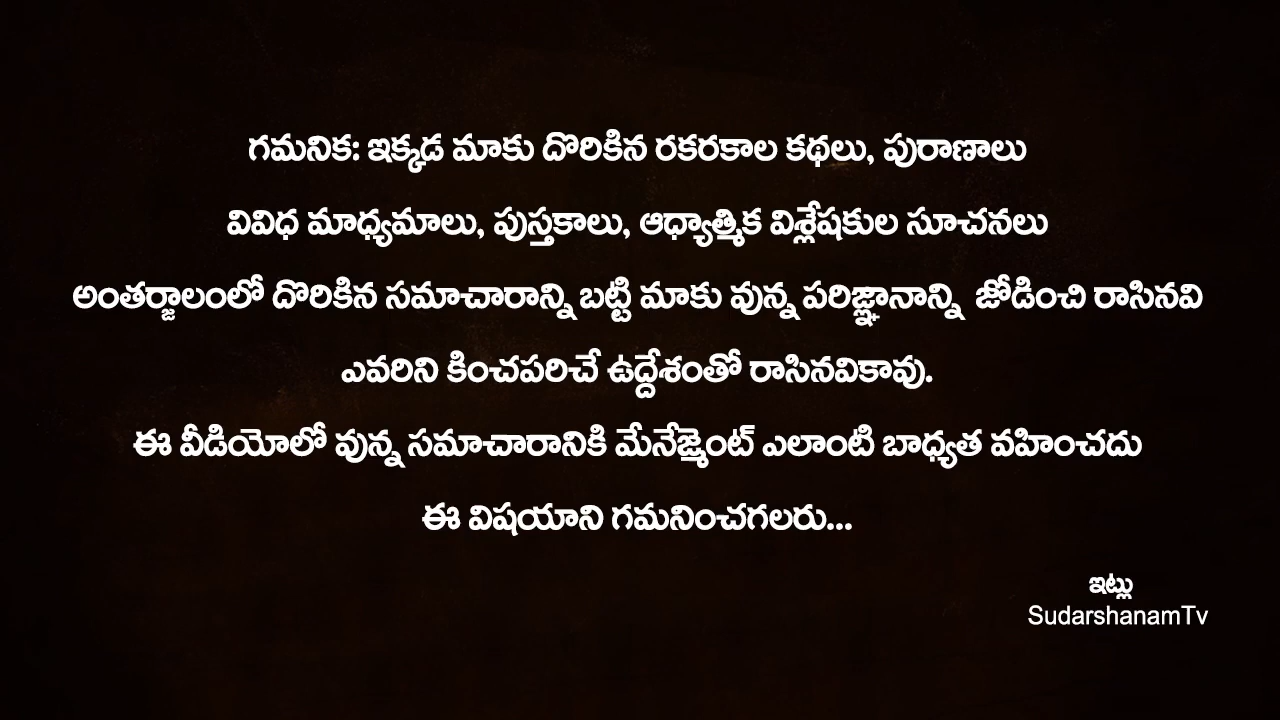 గమనిక: ఇక్కడ మాకు దొరికిన రకరకాల కథలు, పురాణాలు
వివిధ మాధ్యమాలు, పుస్తకాలు, ఆధ్యాత్మిక విశ్లేషకుల సూచనలు
అంతర్జాలంలో దొరికిన సమాచారాన్ని బట్టి మాకు వున్న పరిజ్ఞానాన్ని జోడించి రాసినవి
ఎవరిని కించపరిచే ఉద్దేశంతో రాసినవికావు.
ఈ వీడియోలో వున్న సమాచారానికి మేనేజ్మెంట్ ఎలాంటి బాధ్యత వహించదు
ఈ విషయాని గమనించగలరు...
ఇట్లు
SudarshanamTv